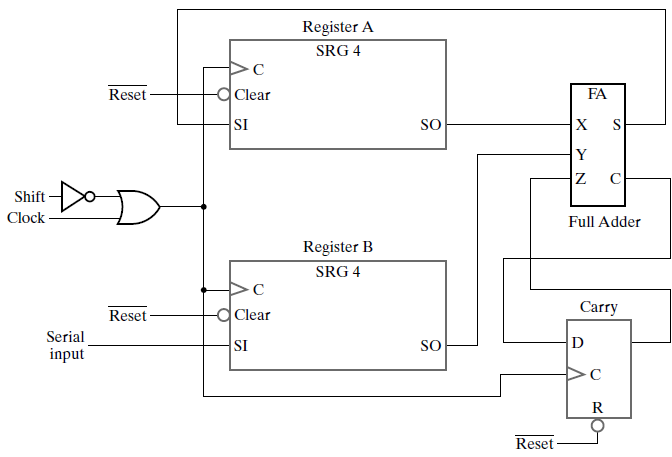 Register A
SRG 4
C
Reset
Clear
SI
SO
FA
X
S
Y
Z
C
Full Adder
Shift
Clock
Register B
SRG 4
C
Reset
Clear
Serial
input
SI
SO
Carry
D
C
R
Reset